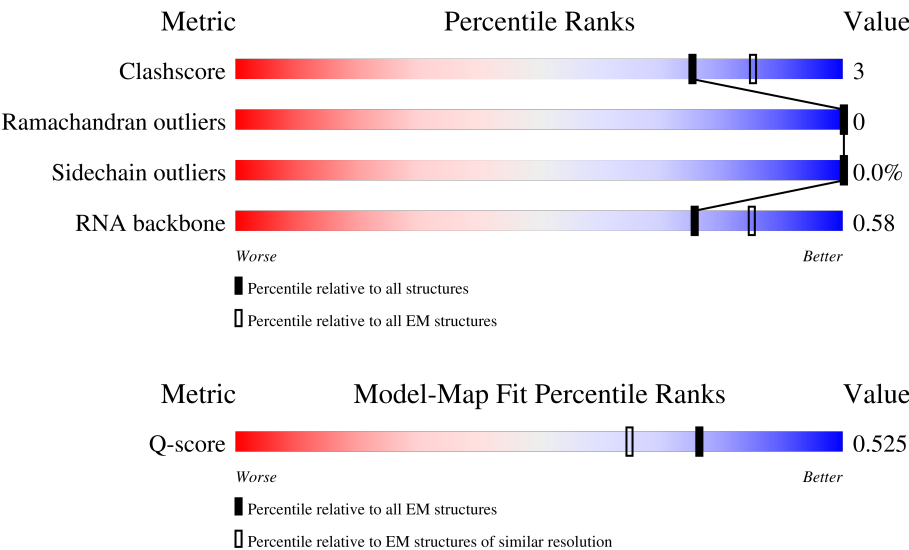 Metric Percentile Ranks Value
Clashscore 3
Ramachandran outliers 0
Sidechain outliers 0.0%
RNA backbone 0.58
Worse Better
Percentile relative to all structures
Percentile relative to all EM structures
Metric Model-Map Fit Percentile Ranks Value
Q-score 0.525
Worse Better
Percentile relative to all EM structures
Percentile relative to EM structures of similar resolution